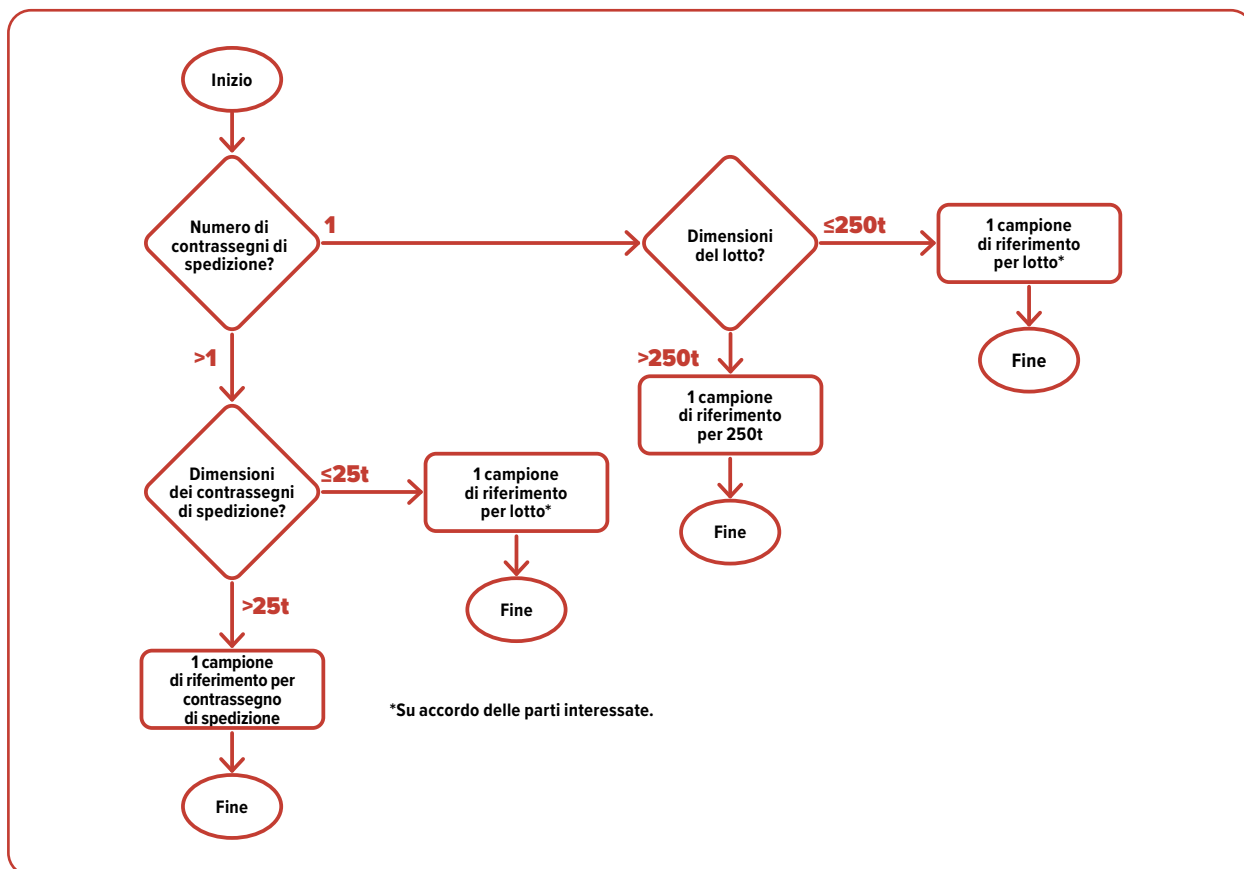 Inizio
Numero di
contrassegni di
spedizione?
1
Dimensioni
del lotto?
≤250t
1 campione
di riferimento
per lotto*
Fine
>250t
1 campione
di riferimento
per 250t
Fine
>1
Dimensioni
dei contrassegni
di spedizione?
≤25t
1 campione
di riferimento
per lotto*
Fine
>25t
1 campione
di riferimento per
contrassegno
di spedizione
Fine
*Su accordo delle parti interessate.